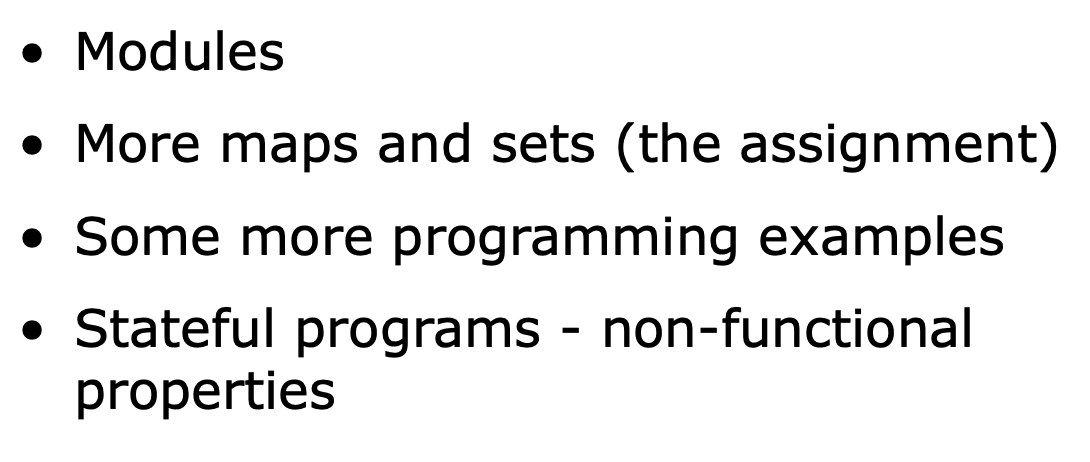 • Modules
• More maps and sets (the assignment)
• Some more programming examples
• Stateful programs - non-functional
properties